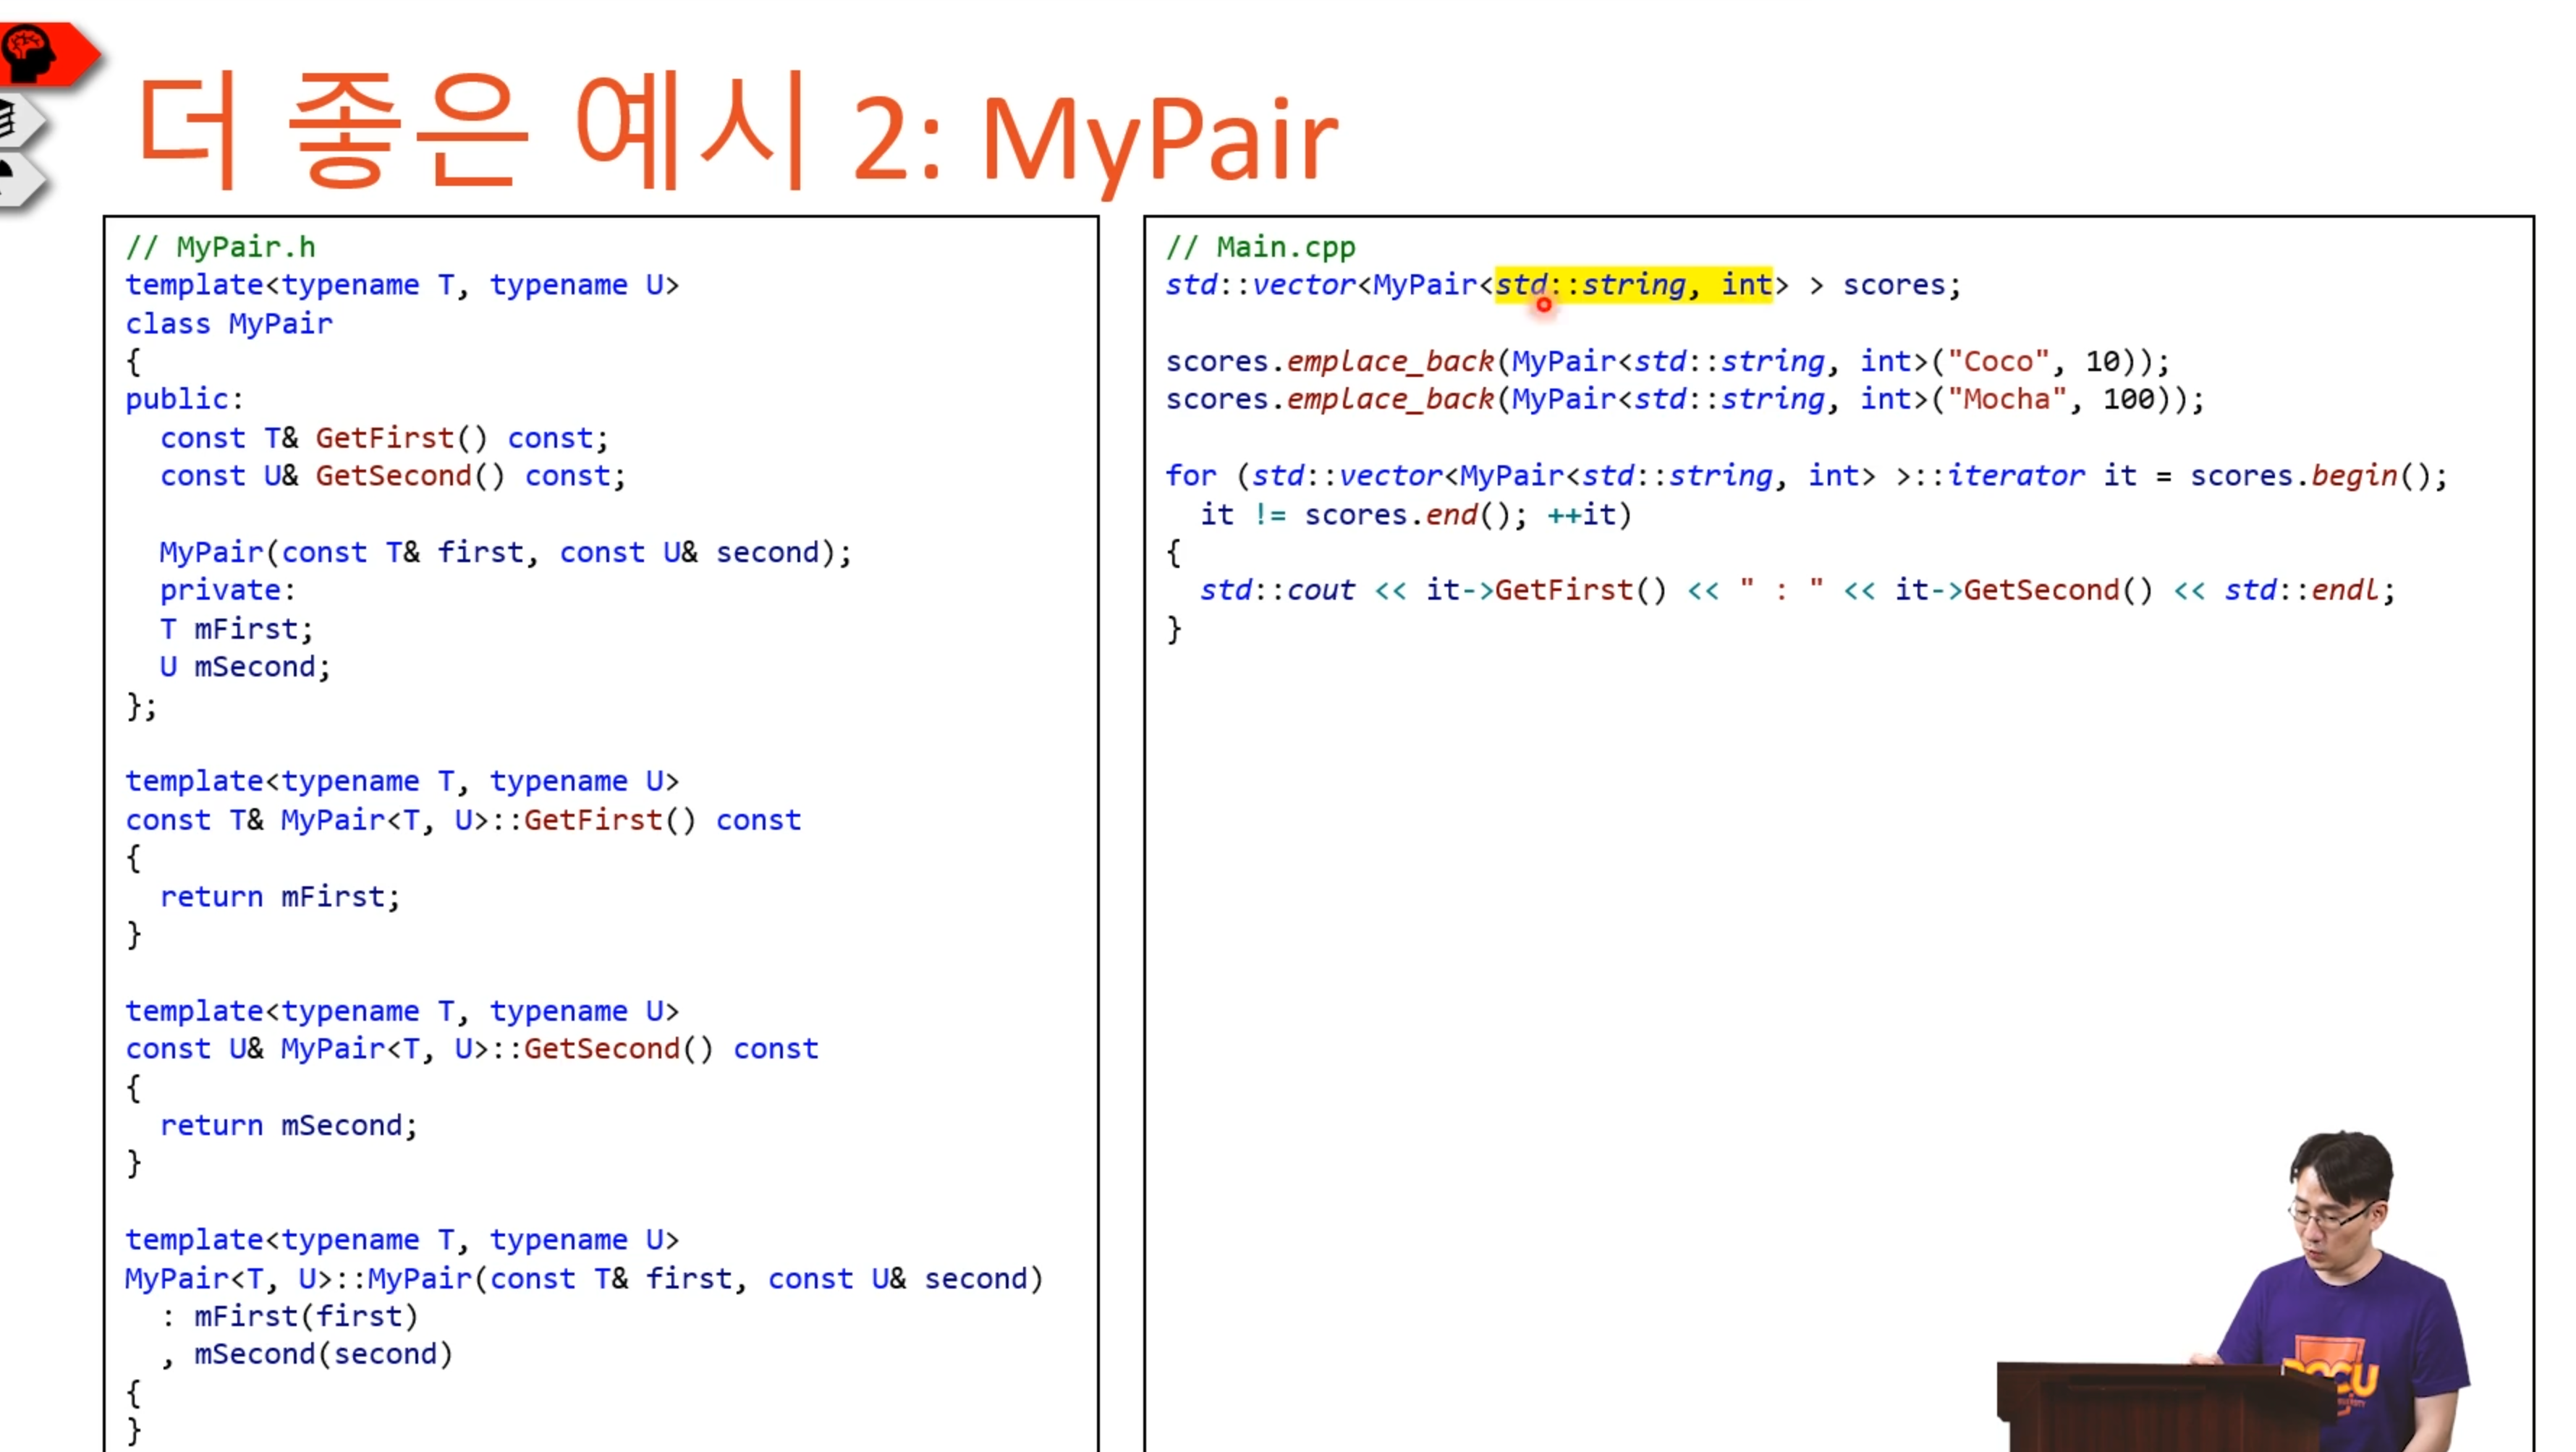 더 좋은 예시 2: MyPair
// MyPair.h
template<typename T, typename U>
class MyPair
{
public:
  const T& GetFirst() const;
  const U& GetSecond() const;

  MyPair(const T& first, const U& second);
  private:
  T mFirst;
  U mSecond;
};

template<typename T, typename U>
const T& MyPair<T, U>::GetFirst() const
{
  return mFirst;
}

template<typename T, typename U>
const U& MyPair<T, U>::GetSecond() const
{
  return mSecond;
}

template<typename T, typename U>
MyPair<T, U>::MyPair(const T& first, const U& second)
  : mFirst(first)
  , mSecond(second)
{
}
// Main.cpp
std::vector<MyPair<std::string, int> > scores;

scores.emplace_back(MyPair<std::string, int>("Coco", 10));
scores.emplace_back(MyPair<std::string, int>("Mocha", 100));

for (std::vector<MyPair<std::string, int> >::iterator it = scores.begin();
  it != scores.end(); ++it)
{
  std::cout << it->GetFirst() << " : " << it->GetSecond() << std::endl;
}